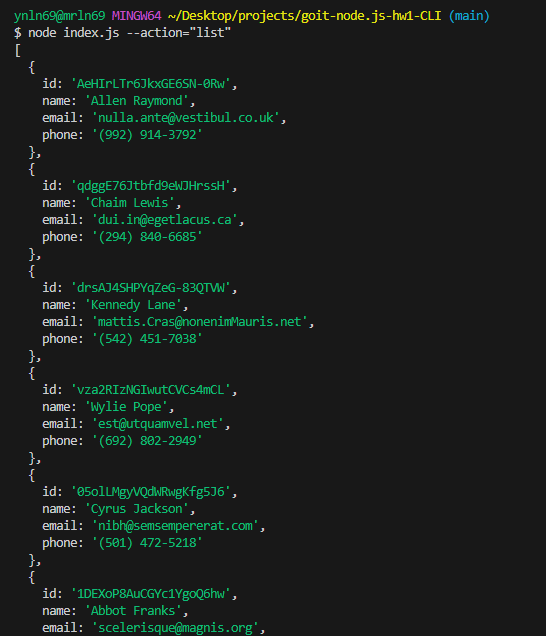 ynln69@mrln69 MINGW64 ~/Desktop/projects/goit-node.js-hw1-CLI (main)
$ node index.js --action="list"
[
  {
    id: 'AeHIrLTr6JkxGE6SN-0Rw',
    name: 'Allen Raymond',
    email: 'nulla.ante@vestibul.co.uk',
    phone: '(992) 914-3792'
  },
  {
    id: 'qdggE76Jtbfd9eWJHrssH',
    name: 'Chaim Lewis',
    email: 'dui.in@egetlacus.ca',
    phone: '(294) 840-6685'
  },
  {
    id: 'drsAJ4SHPYqZeG-83QTVW',
    name: 'Kennedy Lane',
    email: 'mattis.Cras@nonenimMauris.net',
    phone: '(542) 451-7038'
  },
  {
    id: 'vza2RIzNGIwutCVCs4mCL',
    name: 'Wylie Pope',
    email: 'est@utquamvel.net',
    phone: '(692) 802-2949'
  },
  {
    id: '05olLMgyVQdWRwgKfg5J6',
    name: 'Cyrus Jackson',
    email: 'nibh@semsempererat.com',
    phone: '(501) 472-5218'
  },
  {
    id: '1DEXoP8AuCGYc1YgoQ6hw',
    name: 'Abbot Franks',
    email: 'scelerisque@magnis.org',